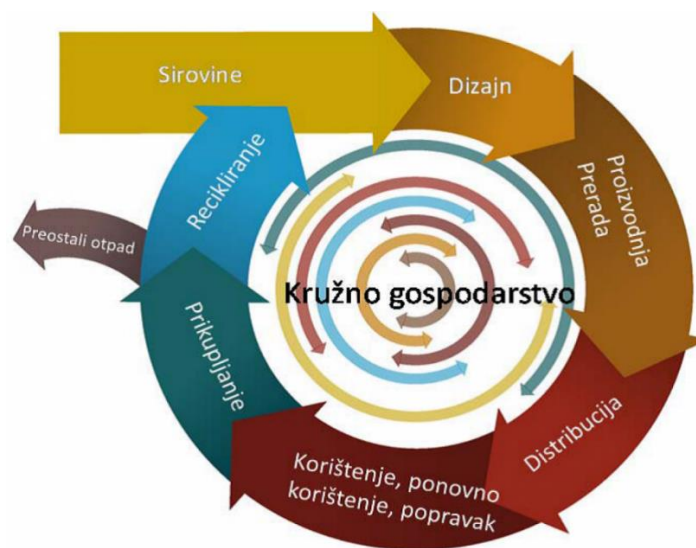 Sirovine
Dizajn
Proizvodnja
Prerada
Distribucija
Korištenje, ponovno
korištenje, popravak
Prikupljanje
Recikliranje
Preostali otpad
Kružno gospodarstvo